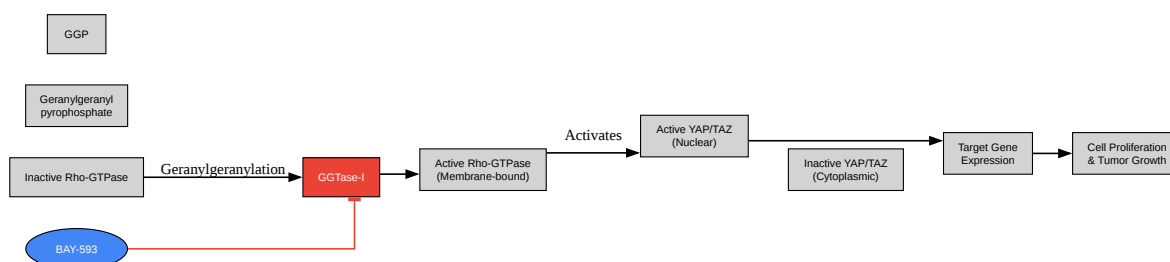 GGP
Geranylgeranyl
pyrophosphate
Inactive Rho-GTPase
Geranylgeranylation
GGTase-I
BAY-593
Active Rho-GTPase
(Membrane-bound)
Activates
Active YAP/TAZ
(Nuclear)
Inactive YAP/TAZ
(Cytoplasmic)
Target Gene
Expression
Cell Proliferation
& Tumor Growth